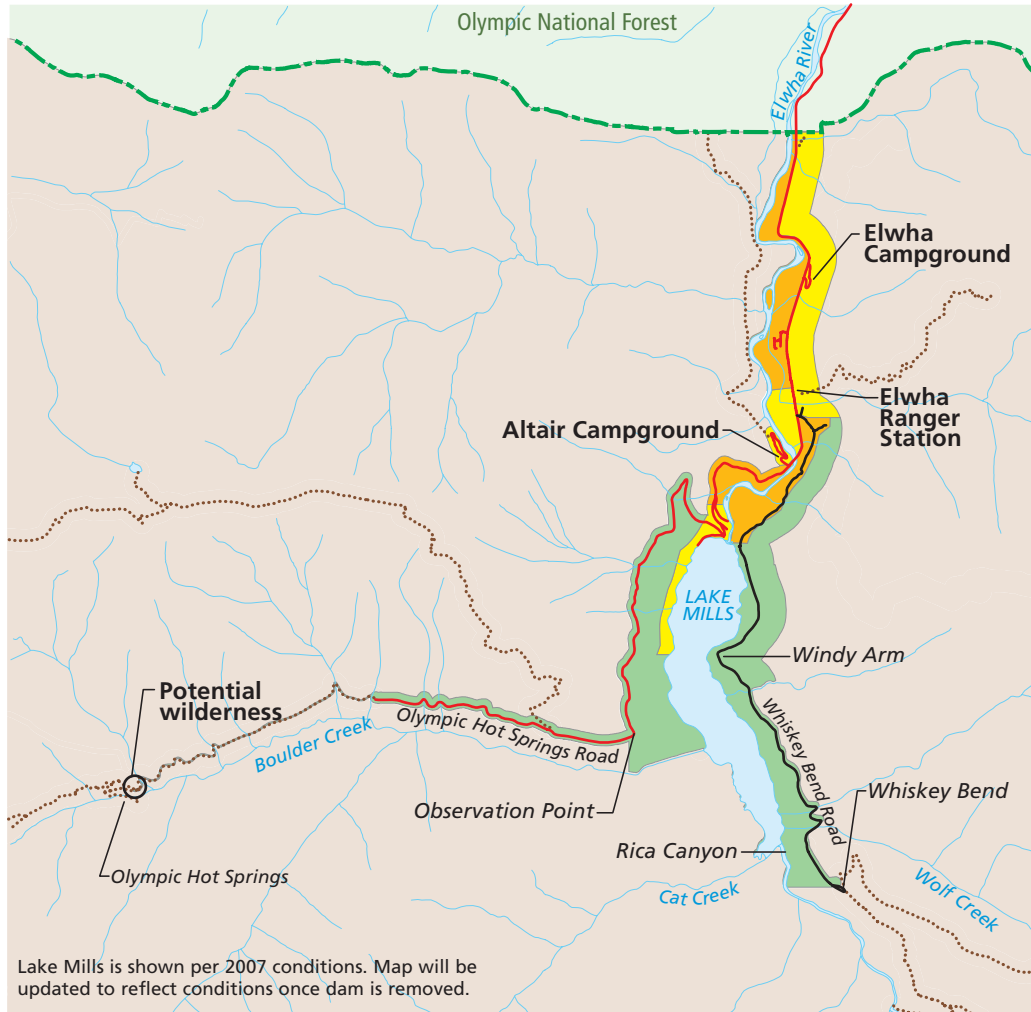 Olympic National Forest
Elwha River
Elwha
Campground
Elwha
Ranger
Station
Altair Campground
LAKE
MILLS
Windy Arm
Potential
wilderness
Olympic Hot Springs Road
Boulder Creek
Whiskey Bend Road
Observation Point
Whiskey Bend
Rica Canyon
Olympic Hot Springs
Cat Creek
Wolf Creek
Lake Mills is shown per 2007 conditions. Map will be
updated to reflect conditions once dam is removed.